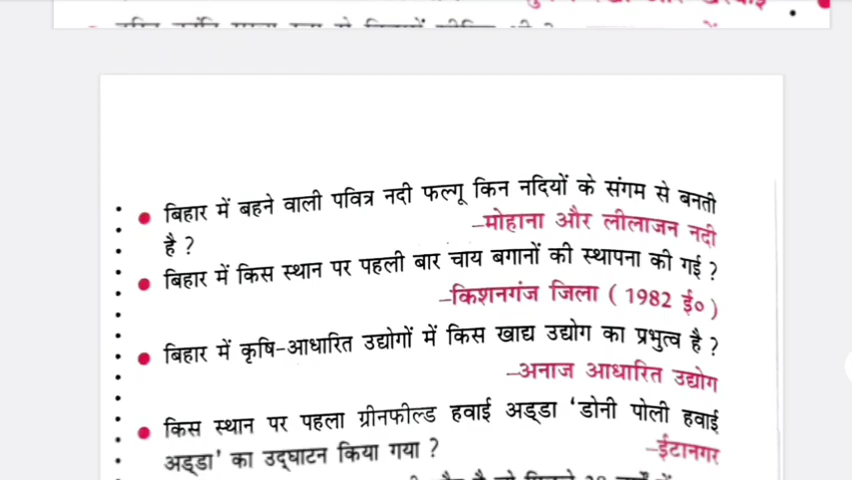 बिहार में बहने वाली पवित्र नदी फल्गू किन नदियों के संगम से बनती
है ?
–मोहाना और लीलाजन नदी
बिहार में किस स्थान पर पहली बार चाय बगानों की स्थापना की गई ?
–किशनगंज जिला ( 1982 ई० )
बिहार में कृषि-आधारित उद्योगों में किस खाद्य उद्योग का प्रभुत्व है ?
–अनाज आधारित उद्योग
किस स्थान पर पहला ग्रीनफील्ड हवाई अड्डा 'डोनी पोली हवाई
अड्डा' का उद्घाटन किया गया ?
–ईटानगर